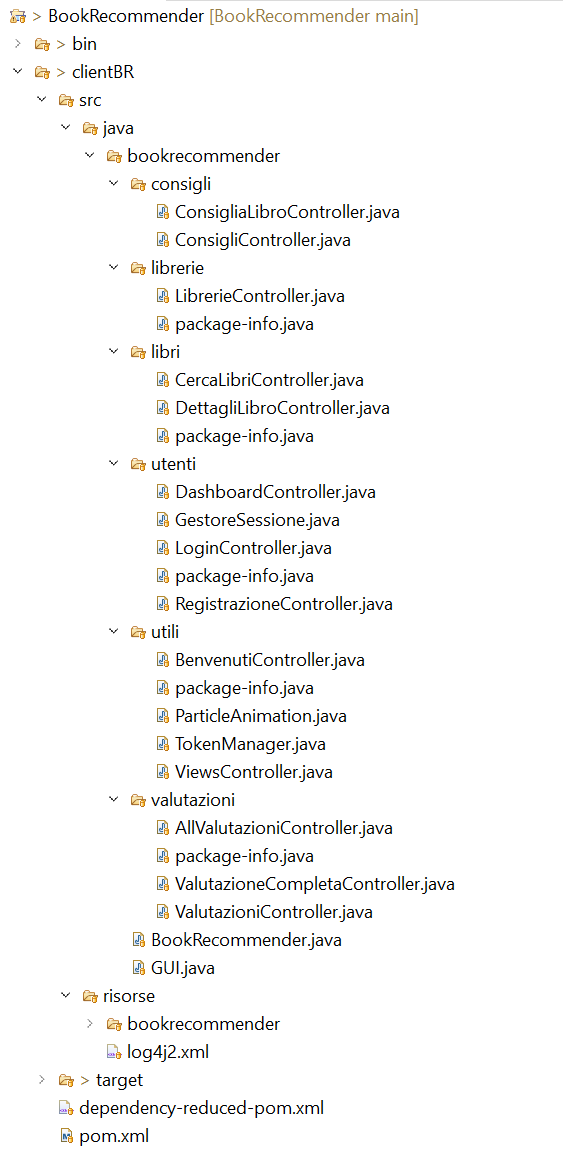 > BookRecommender [BookRecommender main]
> bin
> clientBR
src
java
bookrecommender
consigli
ConsigliaLibroController.java
ConsigliController.java
librerie
LibrerieController.java
package-info.java
libri
CercaLibriController.java
DettagliLibroController.java
package-info.java
utenti
DashboardController.java
GestoreSessione.java
LoginController.java
package-info.java
RegistrazioneController.java
utili
BenvenutiController.java
package-info.java
ParticleAnimation.java
TokenManager.java
ViewsController.java
valutazioni
AllValutazioniController.java
package-info.java
ValutazioneCompletaController.java
ValutazioniController.java
BookRecommender.java
GUI.java
risorse
bookrecommender
log4j2.xml
> target
dependency-reduced-pom.xml
pom.xml